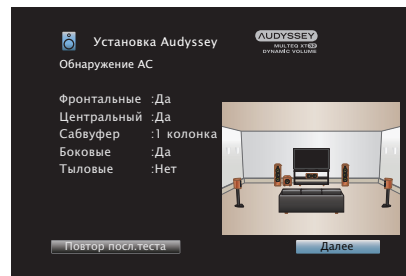 Установка Audyssey
AUDYSSEY
MULTEQ XT32
DYNAMIC VOLUME
Обнаружение АС
Фронтальные :Да
Центральный :Да
Сабвуфер :1 колонка
Боковые :Да
Тыловые :Нет
Повтор посл.теста
Далее